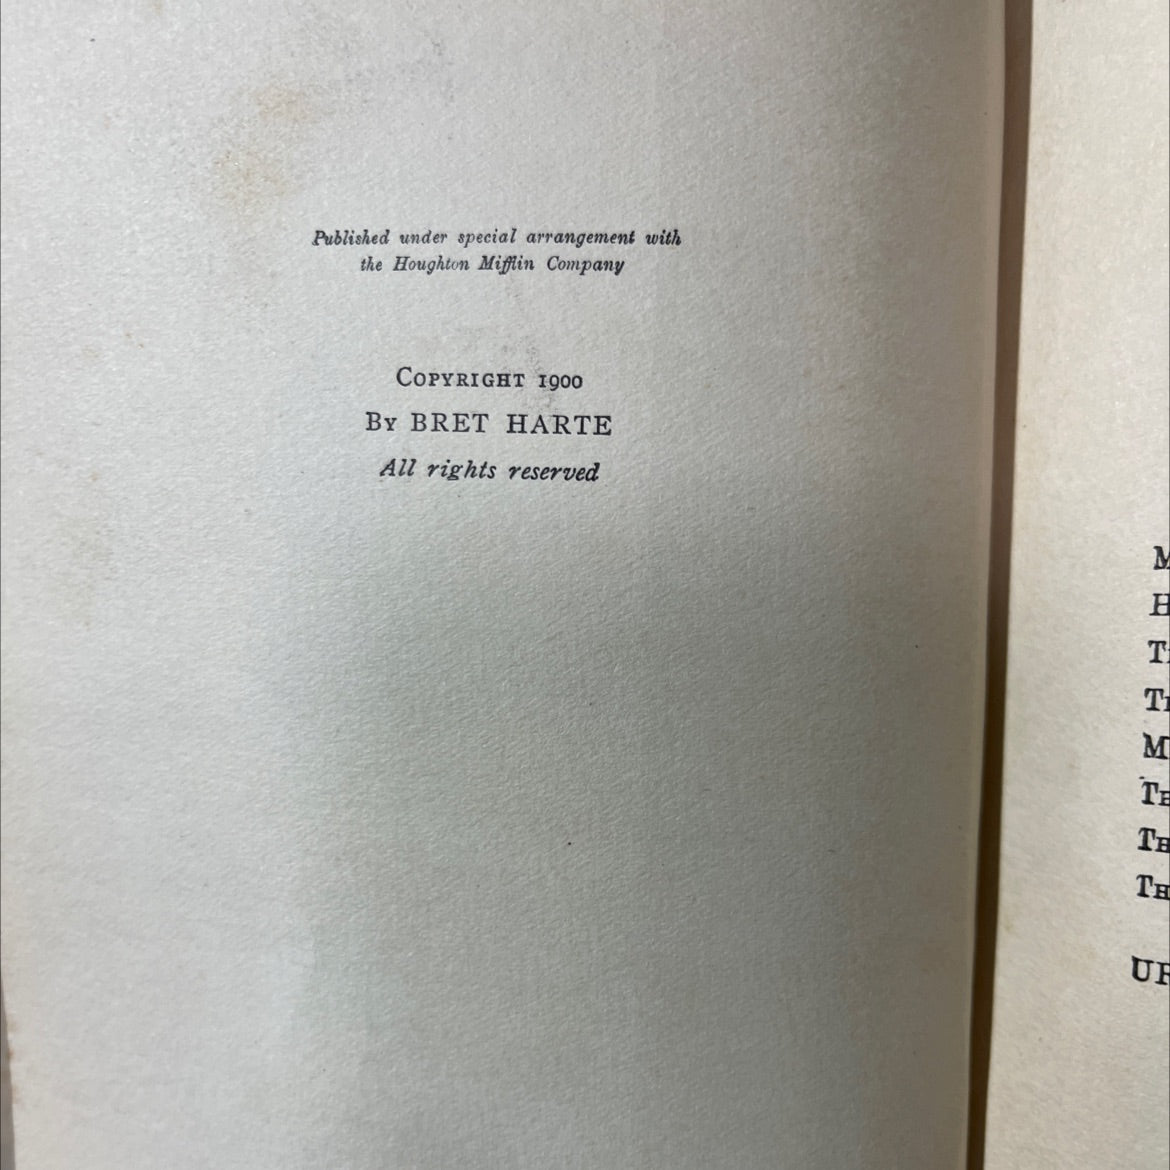 Published under special arrangement with
the Houghton Mifflin Company
COPYRIGHT 1900
BY BRET HARTE
All rights reserved